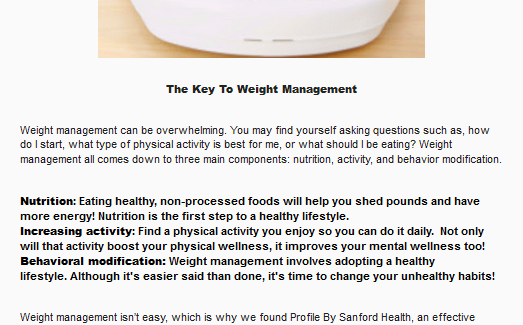 The Key To Weight Management
Weight management can be overwhelming. You may find yourself asking questions such as, how
do I start, what type of physical activity is best for me, or what should I be eating? Weight
management all comes down to three main components: nutrition, activity, and behavior modification.
Nutrition: Eating healthy, non-processed foods will help you shed pounds and have
more energy! Nutrition is the first step to a healthy lifestyle.
Increasing activity: Find a physical activity you enjoy so you can do it daily.  Not only
will that activity boost your physical wellness, it improves your mental wellness too!
Behavioral modification: Weight management involves adopting a healthy
lifestyle. Although it's easier said than done, it's time to change your unhealthy habits!
Weight management isn't easy, which is why we found Profile By Sanford Health, an effective